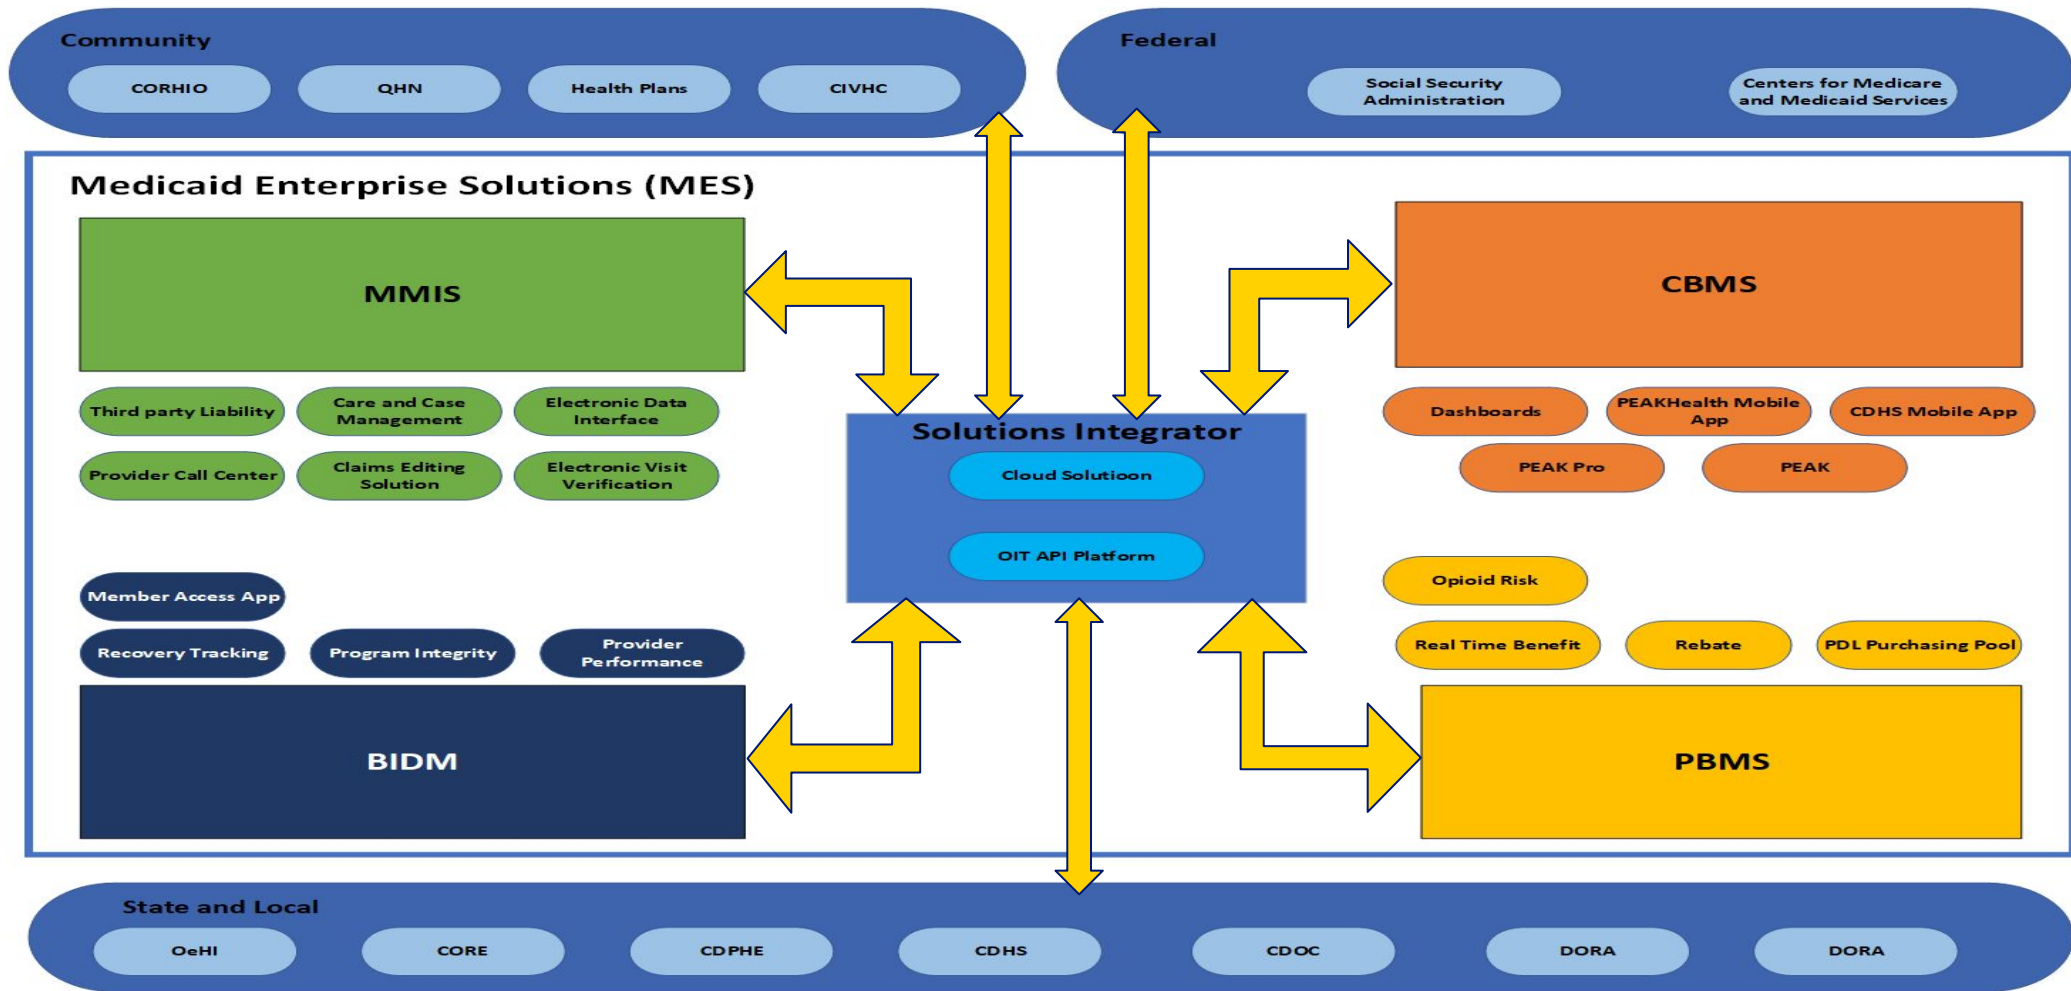 Community
CORHIO
QHN
Health Plans
CIVHC
Federal
Social Security
Administration
Centers for Medicare
and Medicaid Services
Medicaid Enterprise Solutions (MES)
MMIS
Third party Liability
Care and Case
Management
Electronic Data
Interface
Provider Call Center
Claims Editing
Solution
Electronic Visit
Verification
CBMS
Dashboards
PEAKHealth Mobile
App
CDHS Mobile App
PEAK Pro
PEAK
Solutions Integrator
Cloud Solutioon
OIT API Platform
Member Access App
Recovery Tracking
Program Integrity
Provider
Performance
BIDM
Opioid Risk
Real Time Benefit
Rebate
PDL Purchasing Pool
PBMS
State and Local
OeHI
CORE
CDPHE
CDHS
CDOC
DORA
DORA